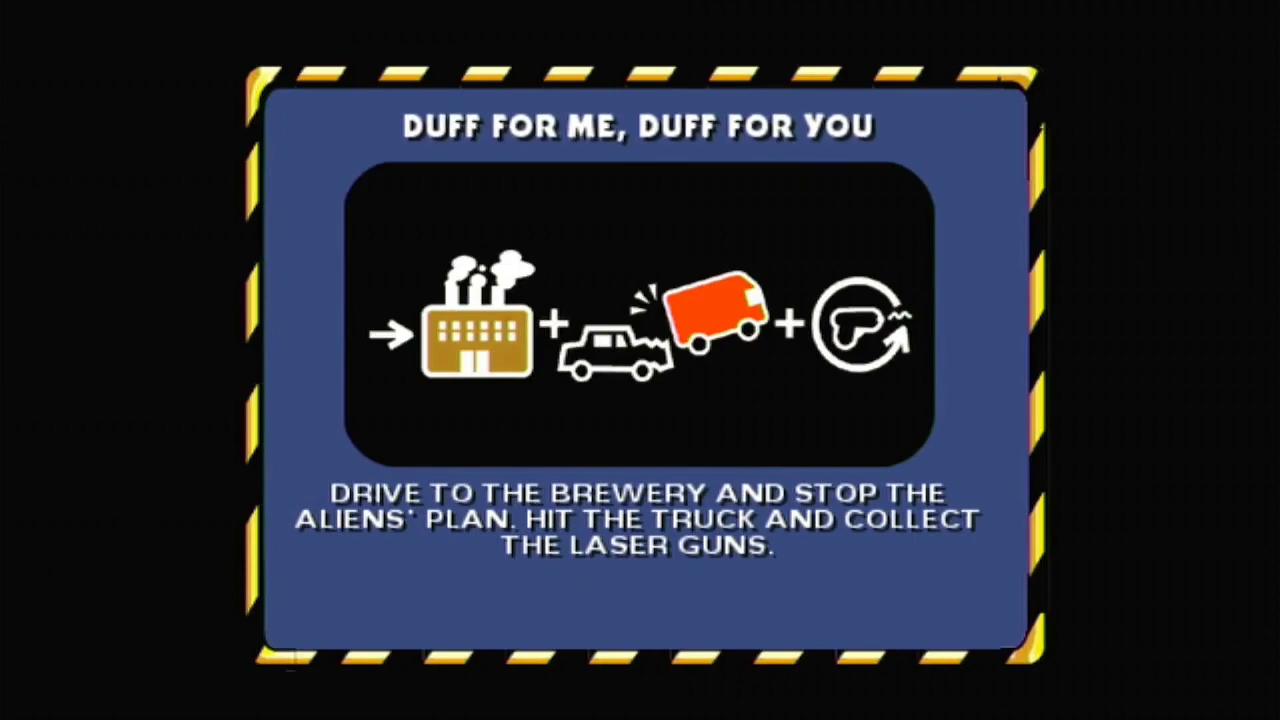 DUFF FOR ME, DUFF FOR YOU
DRIVE TO THE BREWERY AND STOP THE
ALIENS' PLAN. HIT THE TRUCK AND COLLECT
THE LASER GUNS.